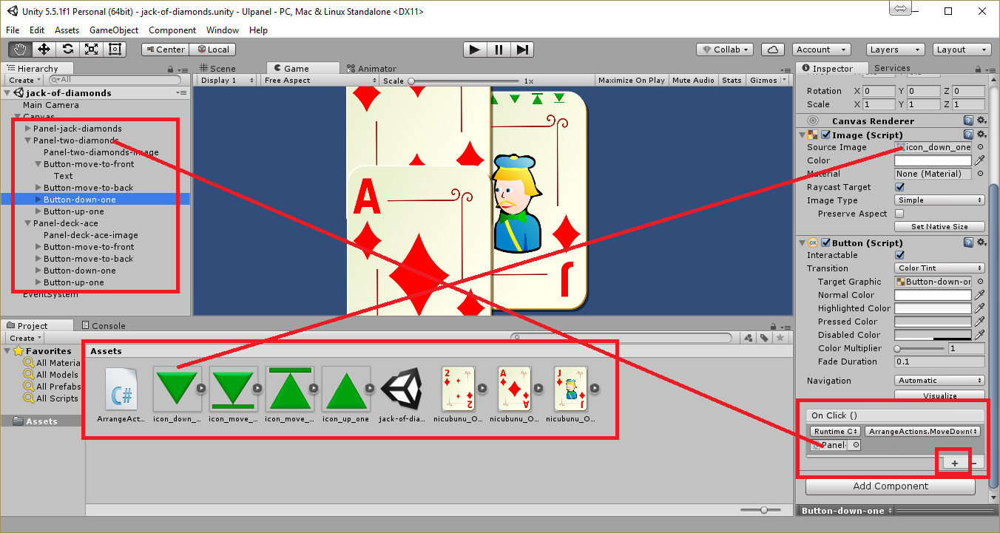 Unity 5.5.1f1 Personal (64bit) - jack-of-diamonds.unity - UIpanel - PC, Mac & Linux Standalone <DX11>
File Edit Assets GameObject Component Window Help
Center Local Collab Account Layers Layout
Hierarchy
Create All
jack-of-diamonds
Main Camera
Canvas
Panel-jack-diamonds
Panel-two-diamonds
Panel-two-diamonds-image
Button-move-to-front
Text
Button-move-to-back
Button-down-one
Button-up-one
Panel-deck-ace
Panel-deck-ace-image
Button-move-to-front
Button-move-to-back
Button-down-one
Button-up-one
EventSystem
Scene Game Animator
Display 1 Free Aspect Scale 1x Maximize On Play Mute Audio Stats Gizmos
A
J
Inspector Services
Rotation X 0 Y 0 Z 0
Scale X 1 Y 1 Z 1
Canvas Renderer
Image (Script)
Source Image icon_down_one
Color
Material None (Material)
Raycast Target
Image Type Simple
Preserve Aspect
Set Native Size
OK Button (Script)
Interactable
Transition Color Tint
Target Graphic Button-down-or
Normal Color
Highlighted Color
Pressed Color
Disabled Color
Color Multiplier 1
Fade Duration 0.1
Navigation Automatic
Visualize
On Click ()
Runtime C ArrangeActions.MoveDown(
Panel-
+ -
Add Component
Button-down-one
Project Console
Create
Favorites
All Materia
All Models
All Prefabs
All Scripts
Assets
Assets
C#
2 2
A A
J J
ArrangeAct... icon_down_... icon_move_... icon_move_... icon_up_one jack-of-dia... nicubunu_O... nicubunu_O... nicubunu_O...